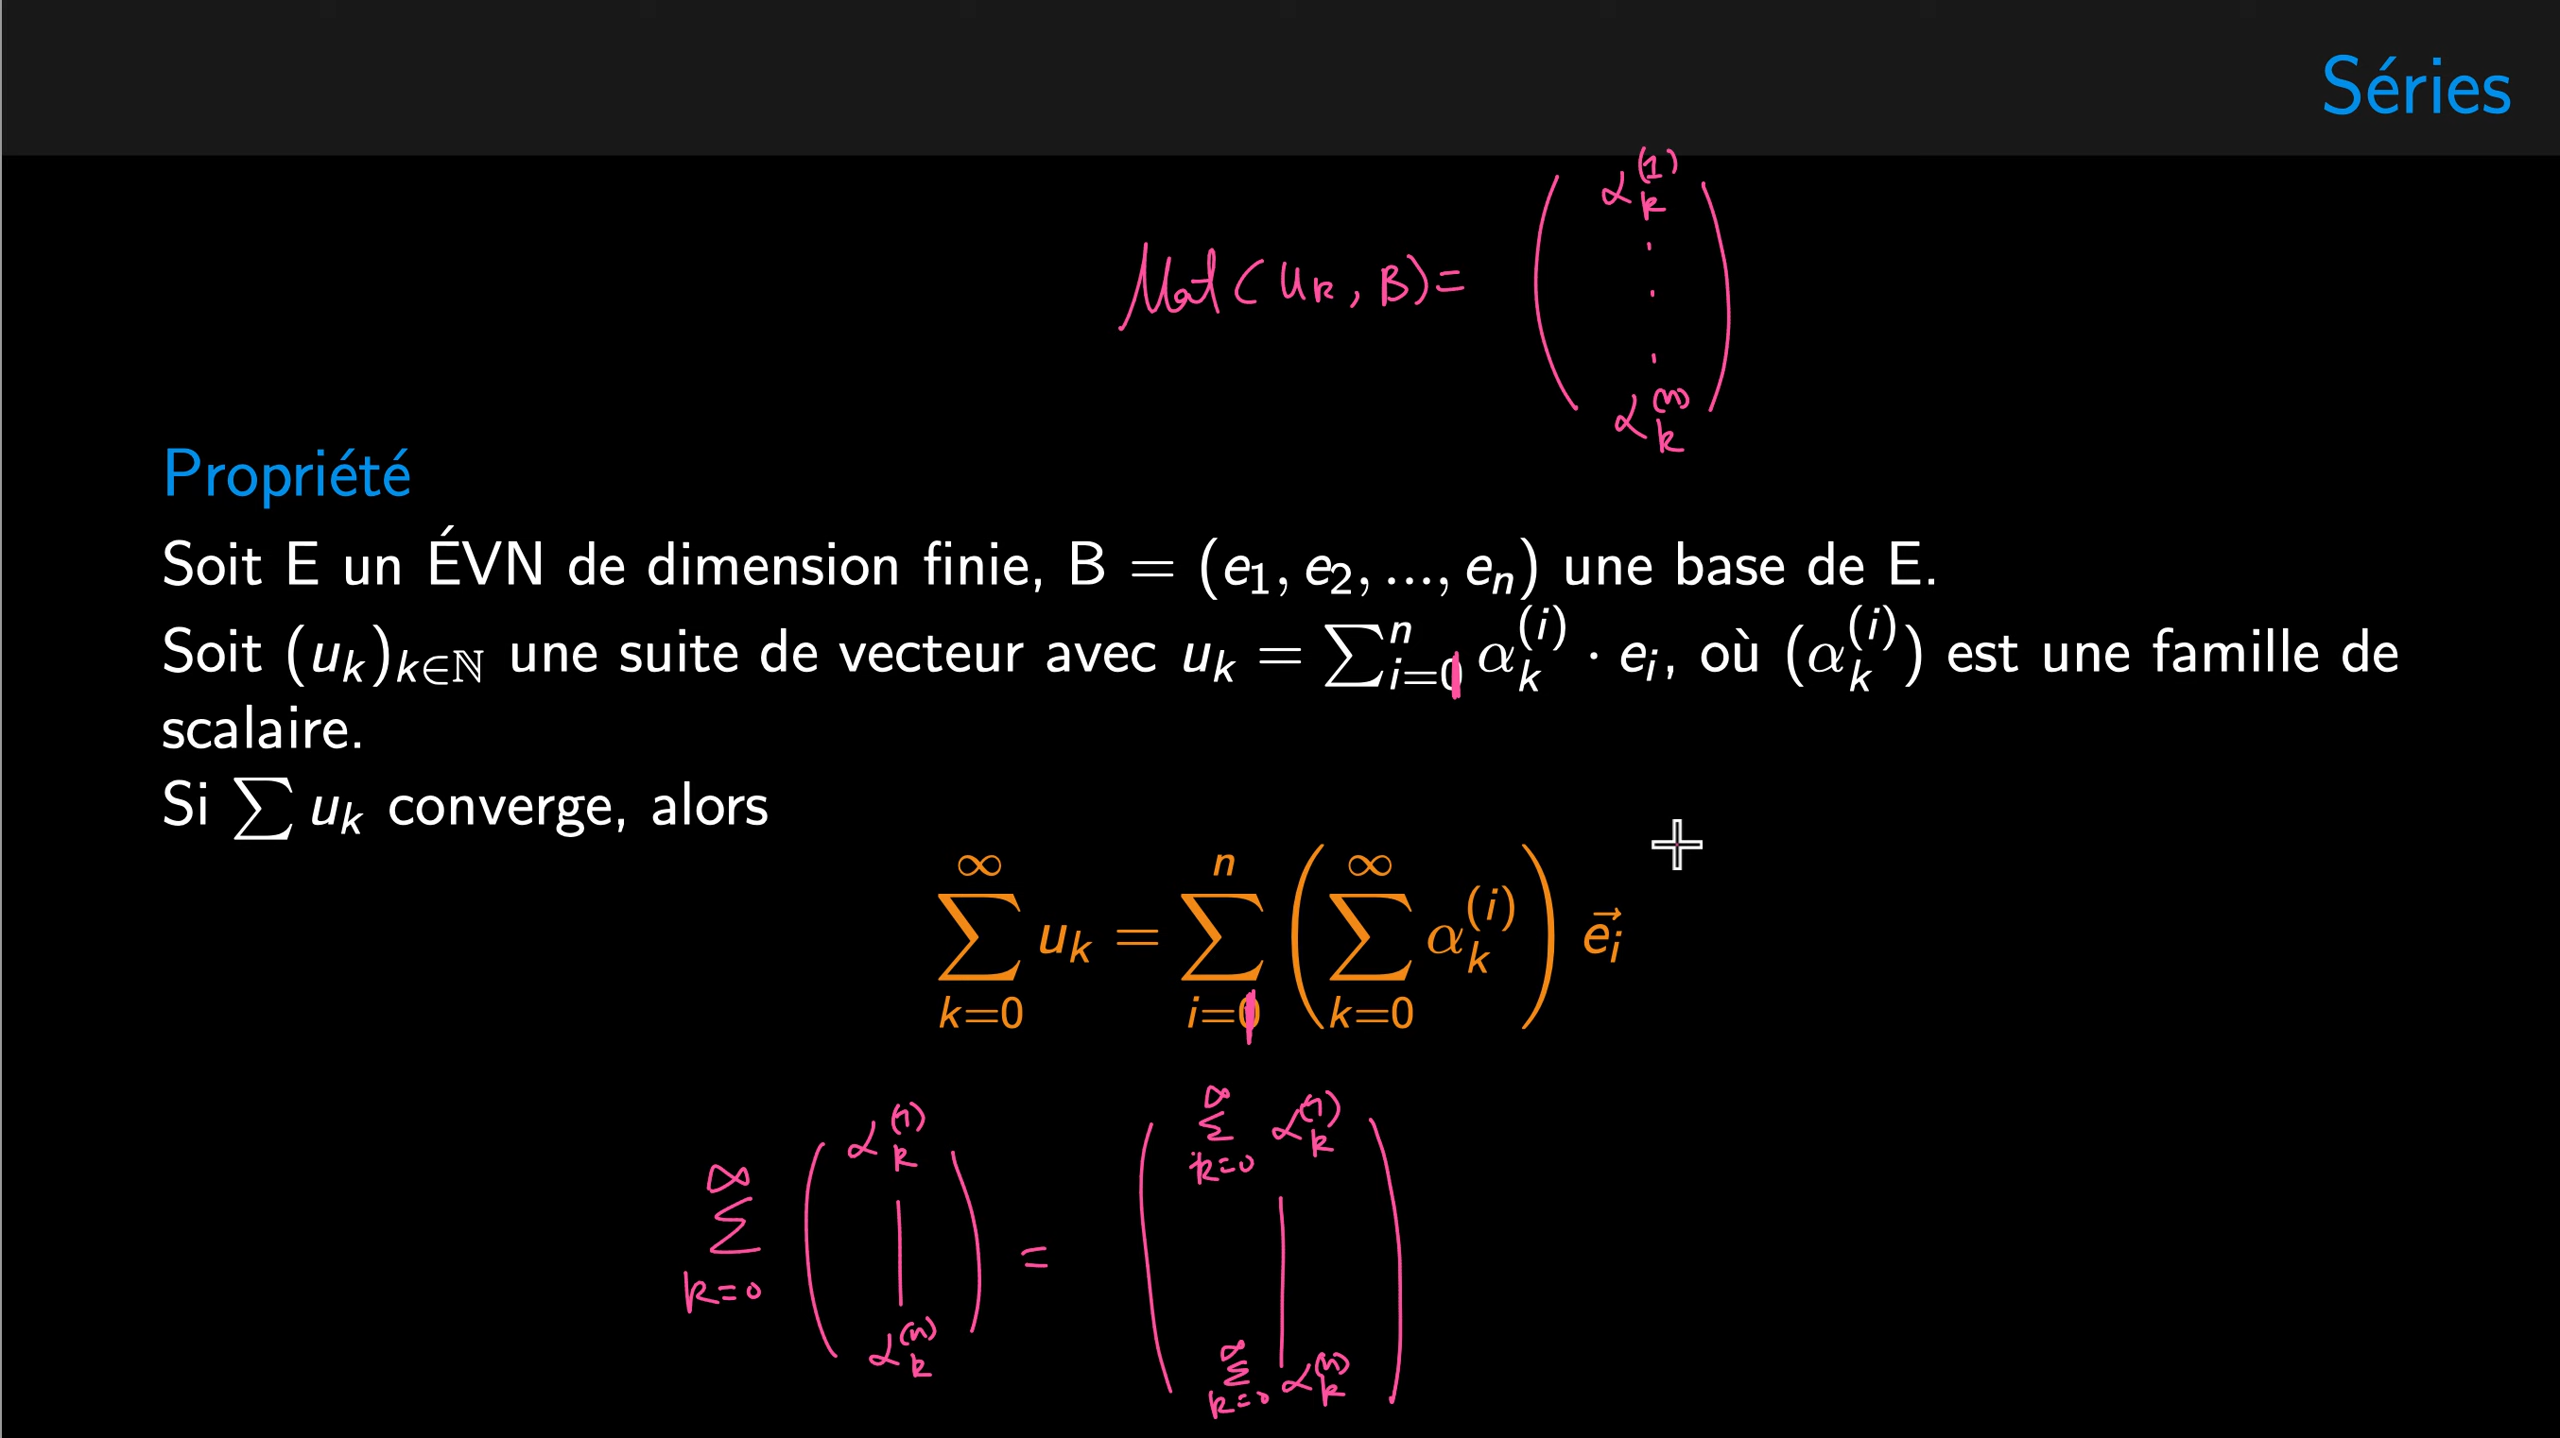 Séries
Mat(u_k, B) = ( α_k^(1) . . . α_k^(n) )
Propriété
Soit E un ÉVN de dimension finie, B = (e_1, e_2, ..., e_n) une base de E.
Soit (u_k)_{k∈ℕ} une suite de vecteur avec u_k = ∑_{i=1}^n α_k^(i) · e_i, où (α_k^(i)) est une famille de
scalaire.
Si ∑ u_k converge, alors
∑_{k=0}^∞ u_k = ∑_{i=1}^n ( ∑_{k=0}^∞ α_k^(i) ) e⃗_i
∑_{k=0}^∞ ( α_k^(1) | α_k^(n) ) = ( ∑_{k=0}^∞ α_k^(1) | ∑_{k=0}^∞ α_k^(n) )